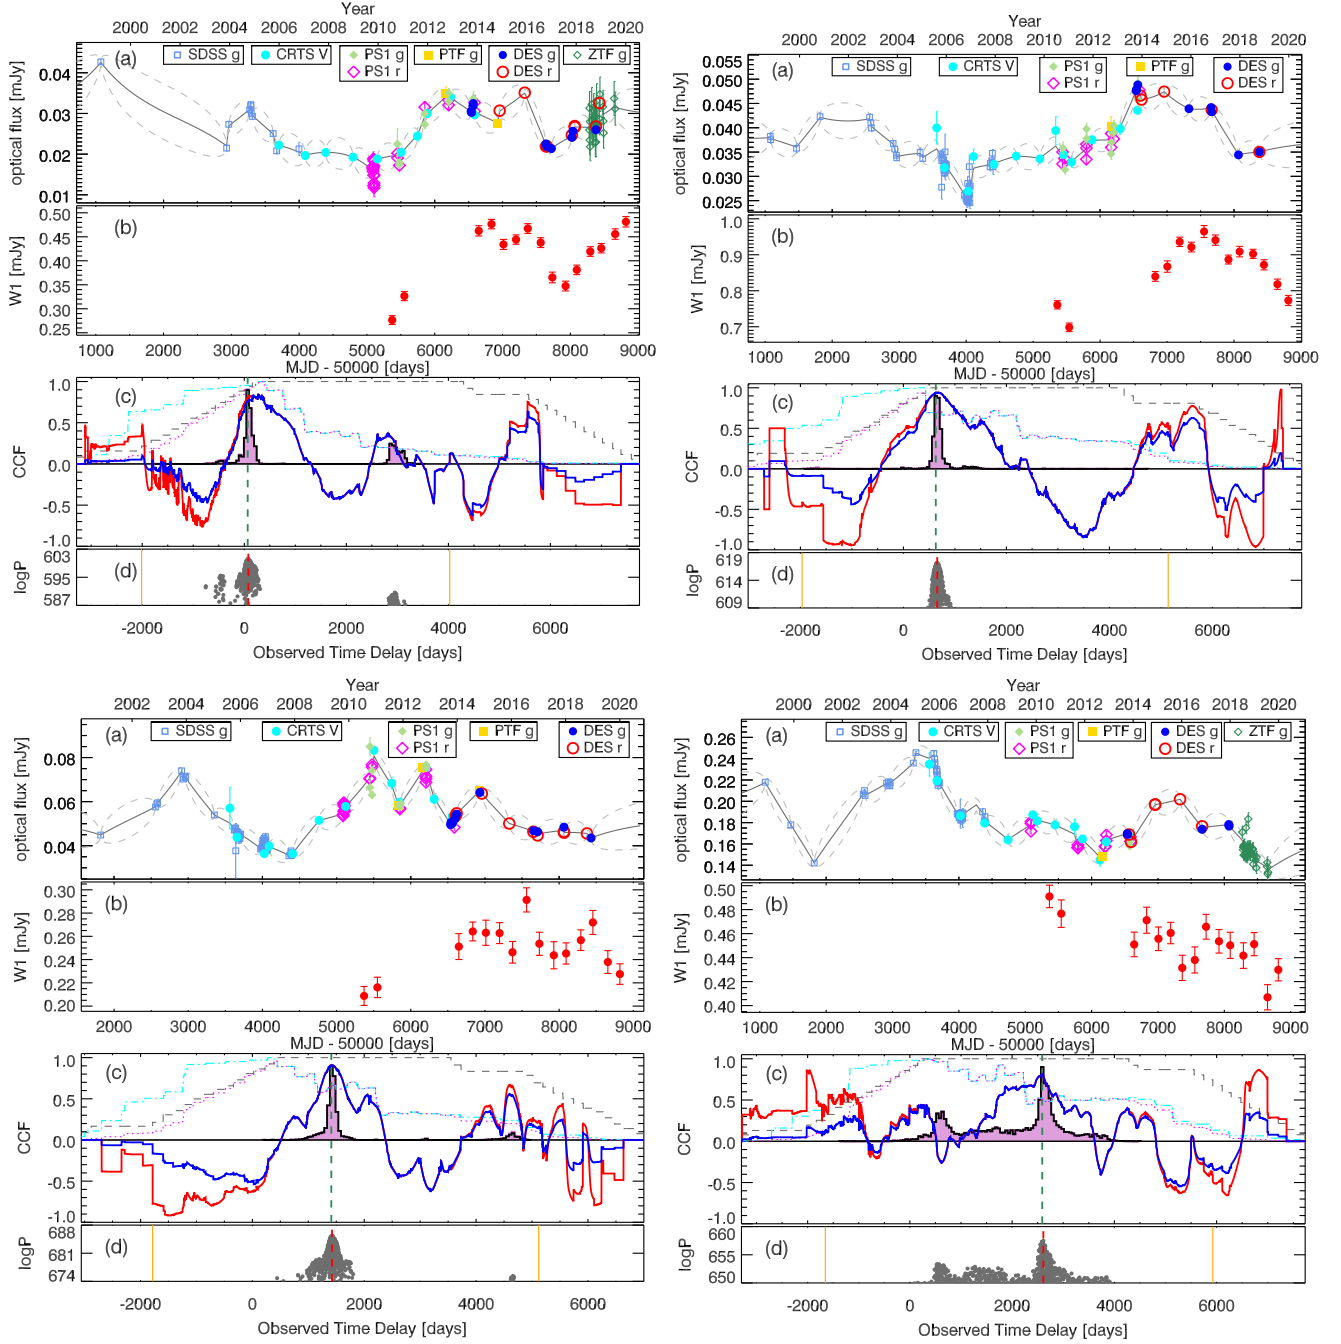 Year
2000 2002 2004 2006 2008 2010 2012 2014 2016 2018 2020
(a) SDSS g CRTS V PS1 g PTF g DES g ZTF g
PS1 r DES r
optical flux [mJy]
0.04
0.03
0.02
0.01
(b)
W1 [mJy]
0.50
0.45
0.40
0.35
0.30
0.25
1000 2000 3000 4000 5000 6000 7000 8000 9000
MJD - 50000 [days]
(c)
CCF
1.0
0.5
0.0
-0.5
-1.0
(d)
logP
603
595
587
-2000 0 2000 4000 6000
Observed Time Delay [days]
Year
2000 2002 2004 2006 2008 2010 2012 2014 2016 2018 2020
(a) SDSS g CRTS V PS1 g PTF g DES g
PS1 r DES r
optical flux [mJy]
0.055
0.050
0.045
0.040
0.035
0.030
0.025
(b)
W1 [mJy]
1.0
0.9
0.8
0.7
1000 2000 3000 4000 5000 6000 7000 8000 9000
MJD - 50000 [days]
(c)
CCF
1.0
0.5
0.0
-0.5
-1.0
(d)
logP
619
614
609
-2000 0 2000 4000 6000
Observed Time Delay [days]
Year
2002 2004 2006 2008 2010 2012 2014 2016 2018 2020
(a) SDSS g CRTS V PS1 g PTF g DES g
PS1 r DES r
optical flux [mJy]
0.08
0.06
0.04
(b)
W1 [mJy]
0.30
0.28
0.26
0.24
0.22
0.20
2000 3000 4000 5000 6000 7000 8000 9000
MJD - 50000 [days]
(c)
CCF
1.0
0.5
0.0
-0.5
-1.0
(d)
logP
688
681
674
-2000 0 2000 4000 6000
Observed Time Delay [days]
Year
2000 2002 2004 2006 2008 2010 2012 2014 2016 2018 2020
(a) SDSS g CRTS V PS1 g PTF g DES g ZTF g
PS1 r DES r
optical flux [mJy]
0.26
0.24
0.22
0.20
0.18
0.16
0.14
(b)
W1 [mJy]
0.50
0.48
0.46
0.44
0.42
0.40
1000 2000 3000 4000 5000 6000 7000 8000 9000
MJD - 50000 [days]
(c)
CCF
1.0
0.5
0.0
-0.5
-1.0
(d)
logP
660
655
650
-2000 0 2000 4000 6000
Observed Time Delay [days]